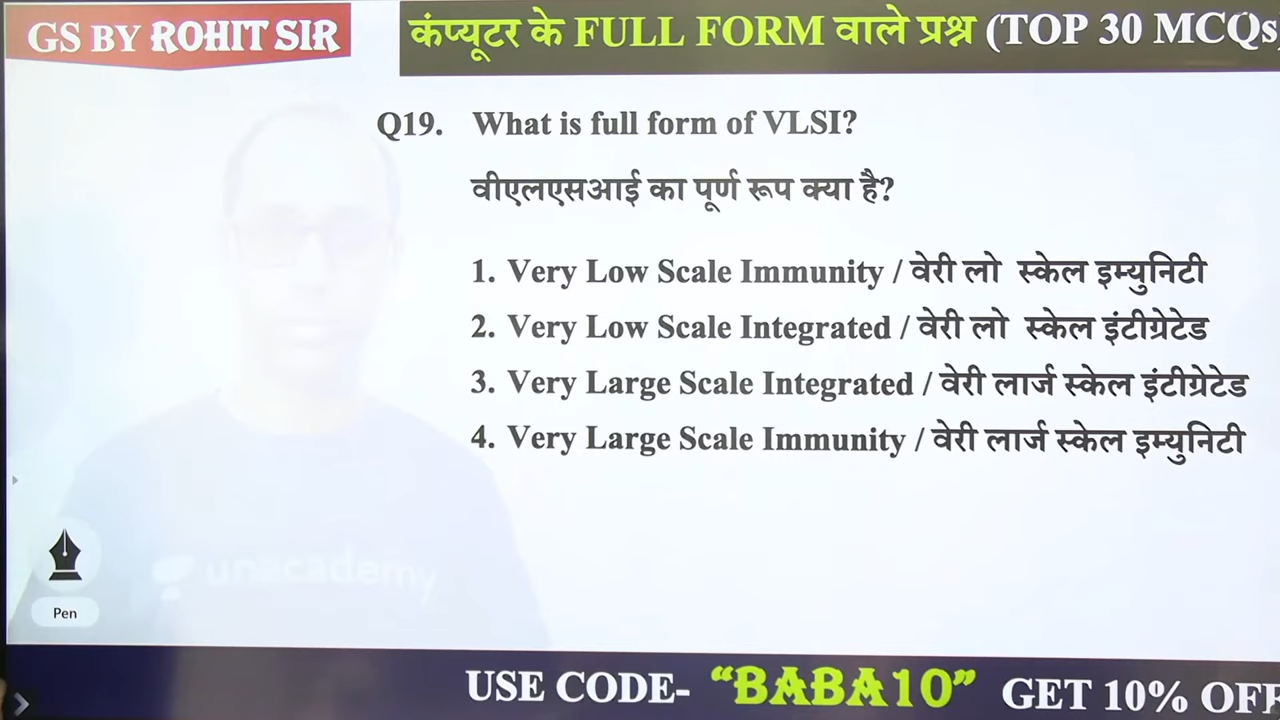 GS BY ROHIT SIR
कंप्यूटर के FULL FORM वाले प्रश्न (TOP 30 MCQs
Q19. What is full form of VLSI?
वीएलएसआई का पूर्ण रूप क्या है?
1. Very Low Scale Immunity / वेरी लो स्केल इम्युनिटी
2. Very Low Scale Integrated / वेरी लो स्केल इंटीग्रेटेड
3. Very Large Scale Integrated / वेरी लार्ज स्केल इंटीग्रेटेड
4. Very Large Scale Immunity / वेरी लार्ज स्केल इम्युनिटी
unacademy
Pen
USE CODE- “BABA10” GET 10% OFF